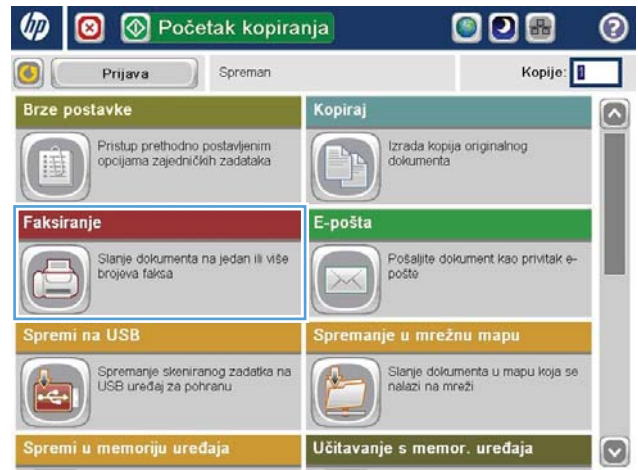 hp Početak kopiranja ?
Prijava Spreman Kopije: 1
Brze postavke
Pristup prethodno postavljenim
opcijama zajedničkih zadataka
Kopiraj
Izrada kopija originalnog
dokumenta
Faksiranje
Slanje dokumenta na jedan ili više
brojeva faksa
E-pošta
Pošaljite dokument kao privitak e-
pošte
Spremi na USB
Spremanje skeniranog zadatka na
USB uređaj za pohranu
Spremanje u mrežnu mapu
Slanje dokumenta u mapu koja se
nalazi na mreži
Spremi u memoriju uređaja
Učitavanje s memor. uređaja